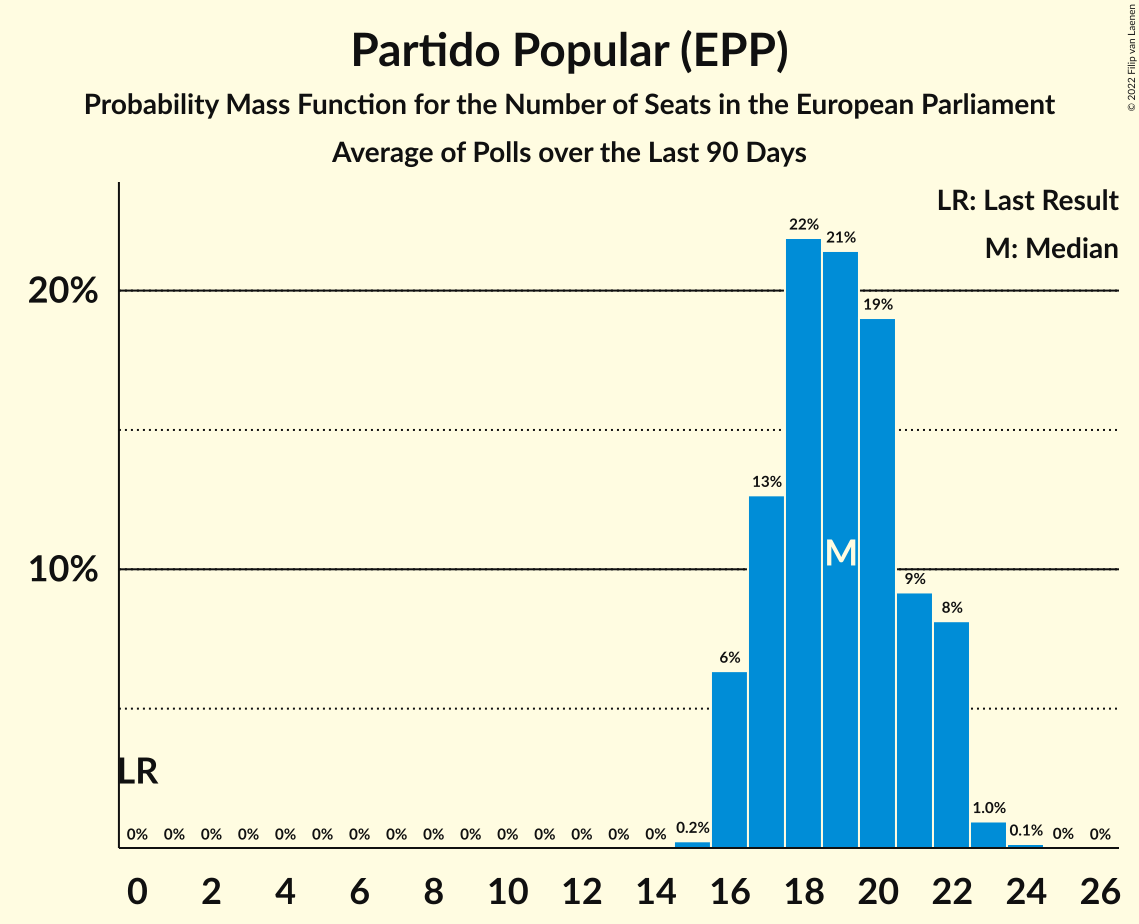 Partido Popular (EPP)
Probability Mass Function for the Number of Seats in the European Parliament
Average of Polls over the Last 90 Days
© 2022 Filip van Laenen
LR: Last Result
M: Median
20%
10%
22%
21%
19%
13%
9%
8%
6%
M
LR
0% 0% 0% 0% 0% 0% 0% 0% 0% 0% 0% 0% 0% 0% 0% 0.2% 1.0% 0.1% 0% 0%
0 2 4 6 8 10 12 14 16 18 20 22 24 26